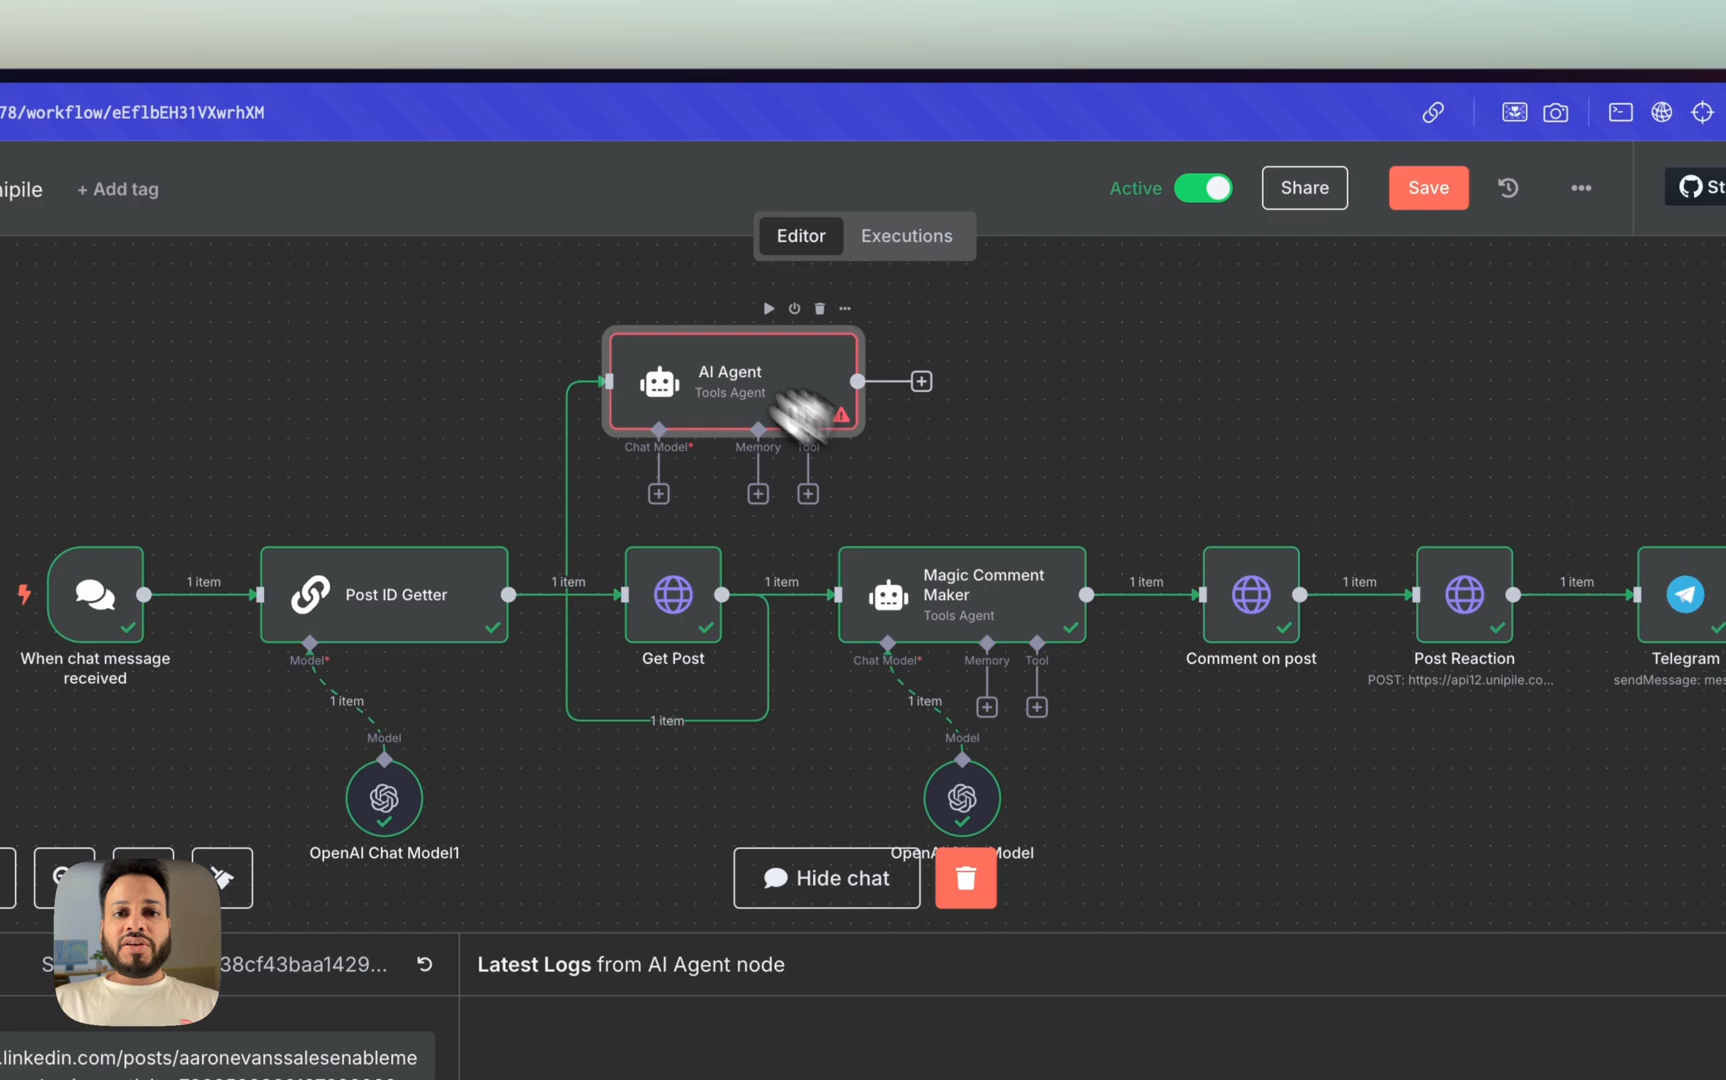 78/workflow/eEflbEH31VXwrhXM
nipile
+ Add tag
Active
Share
Save
St
Editor
Executions
AI Agent
Tools Agent
Chat Model*
Memory
Tool
1 item
1 item
1 item
1 item
1 item
1 item
Post ID Getter
Magic Comment
Maker
Tools Agent
When chat message
received
Model*
Get Post
Chat Model*
Memory
Tool
Comment on post
Post Reaction
POST: https://api12.unipile.co...
Telegram
sendMessage: mes
1 item
1 item
1 item
Model
Model
OpenAI Chat Model1
Model
Hide chat
38cf43baa1429...
Latest Logs from AI Agent node
.linkedin.com/posts/aaronevanssalesenableme